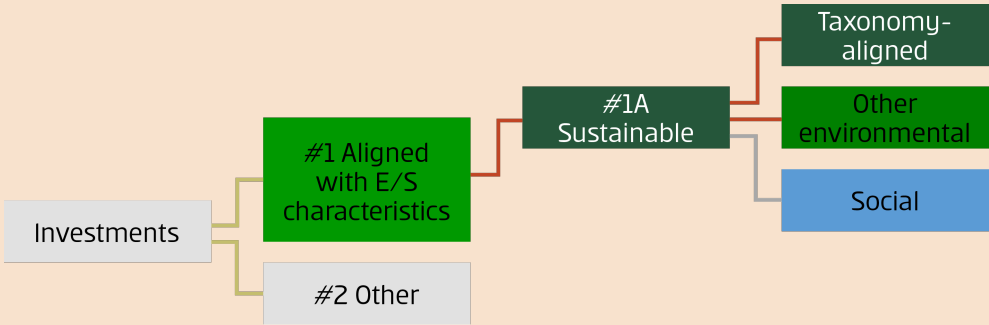 Taxonomy-
aligned
#1A
Sustainable
Other
environmental
#1 Aligned
with E/S
characteristics
Social
Investments
#2 Other